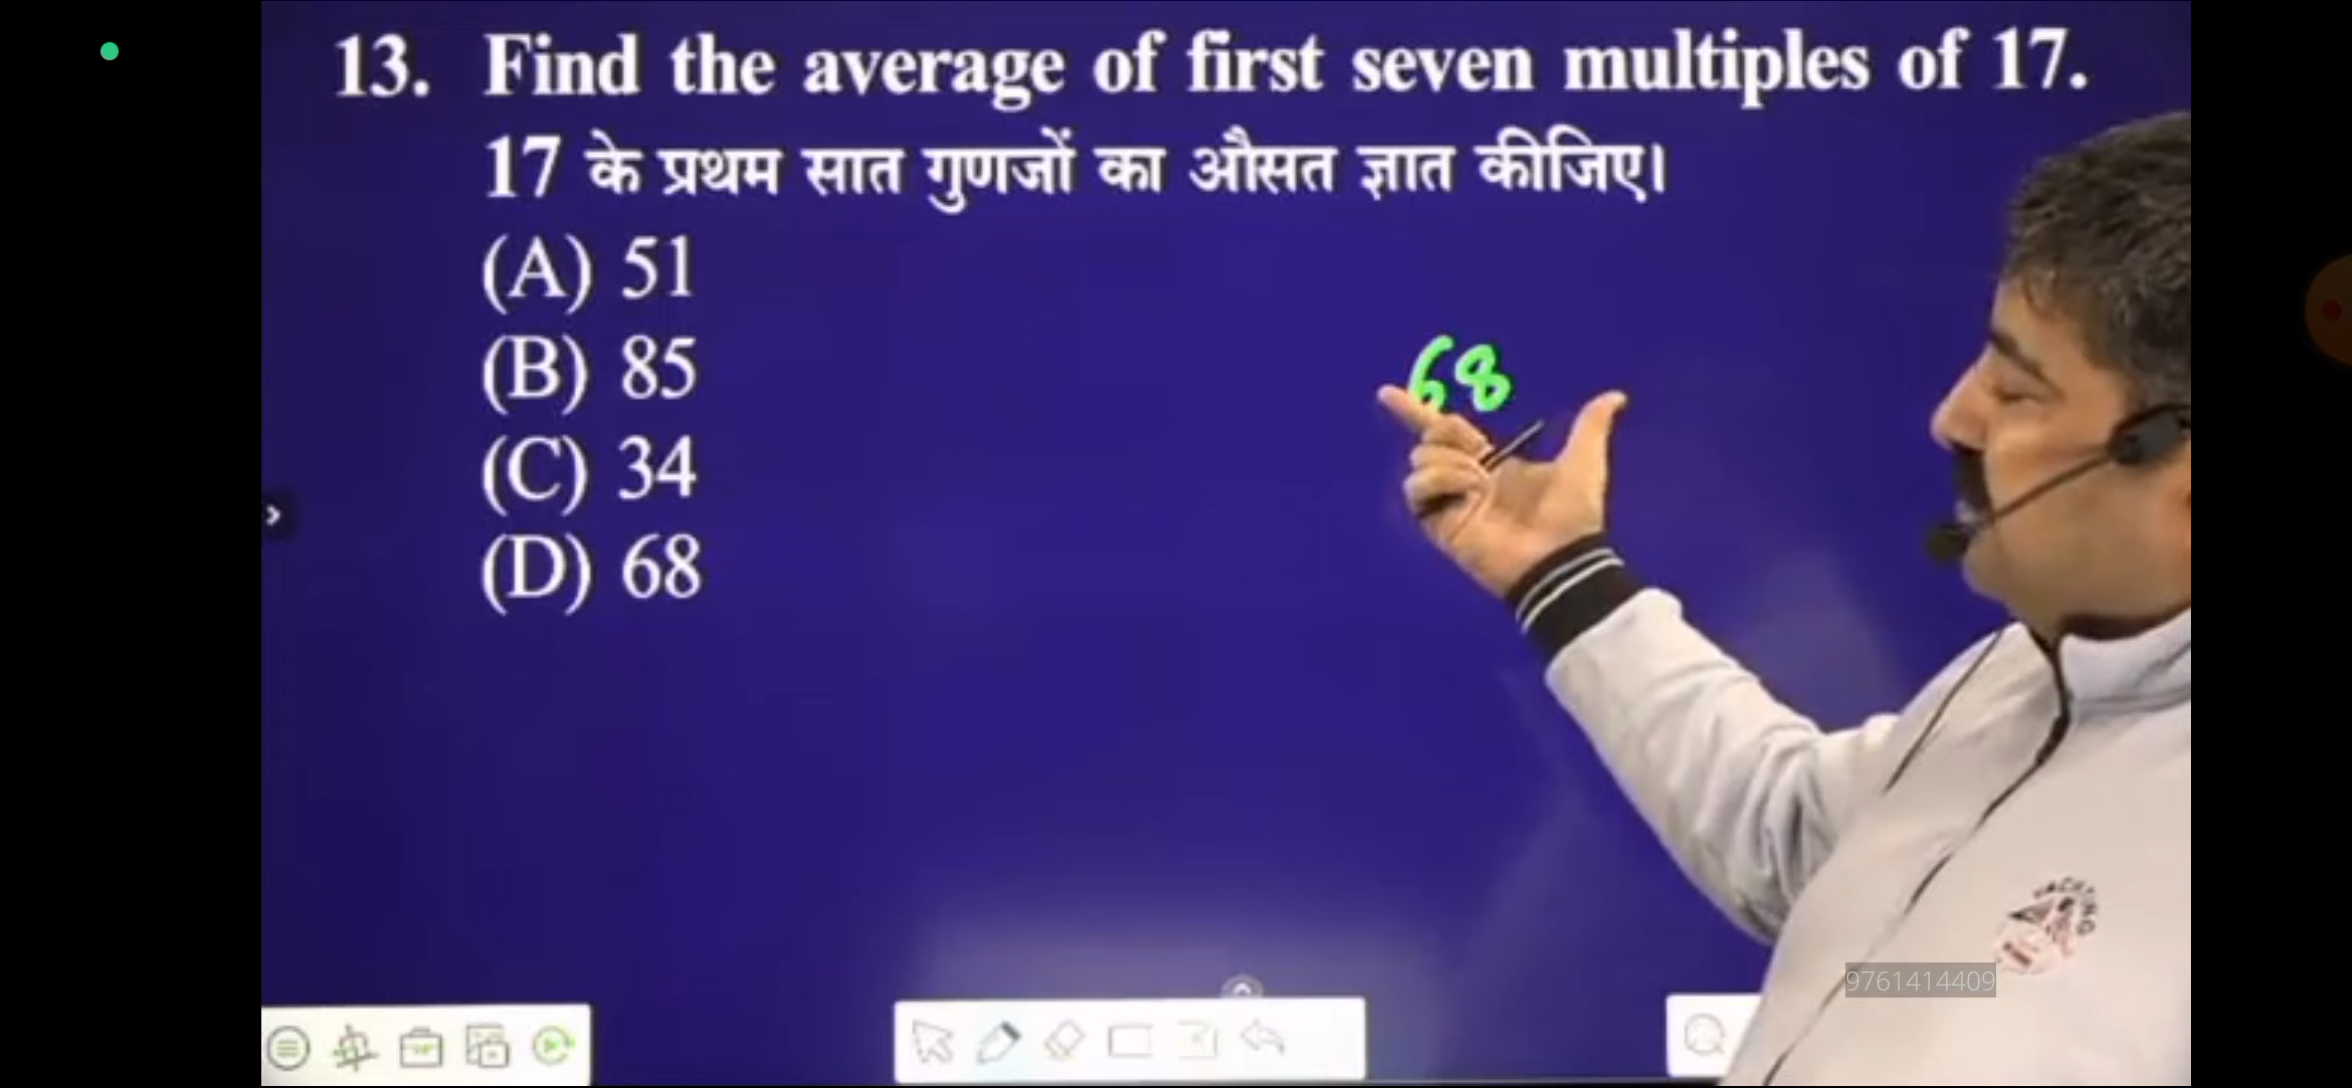 13. Find the average of first seven multiples of 17.
17 के प्रथम सात गुणजों का औसत ज्ञात कीजिए।
(A) 51
(B) 85
(C) 34
(D) 68
68
9761414409